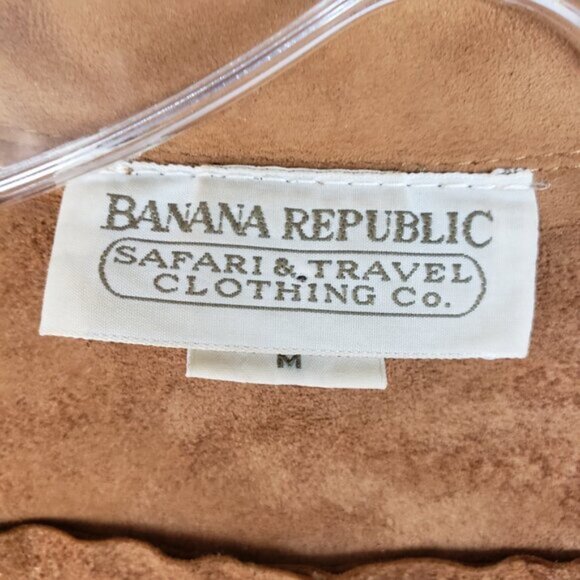 BANANA REPUBLIC
SAFARI & TRAVEL
CLOTHING CO.
M